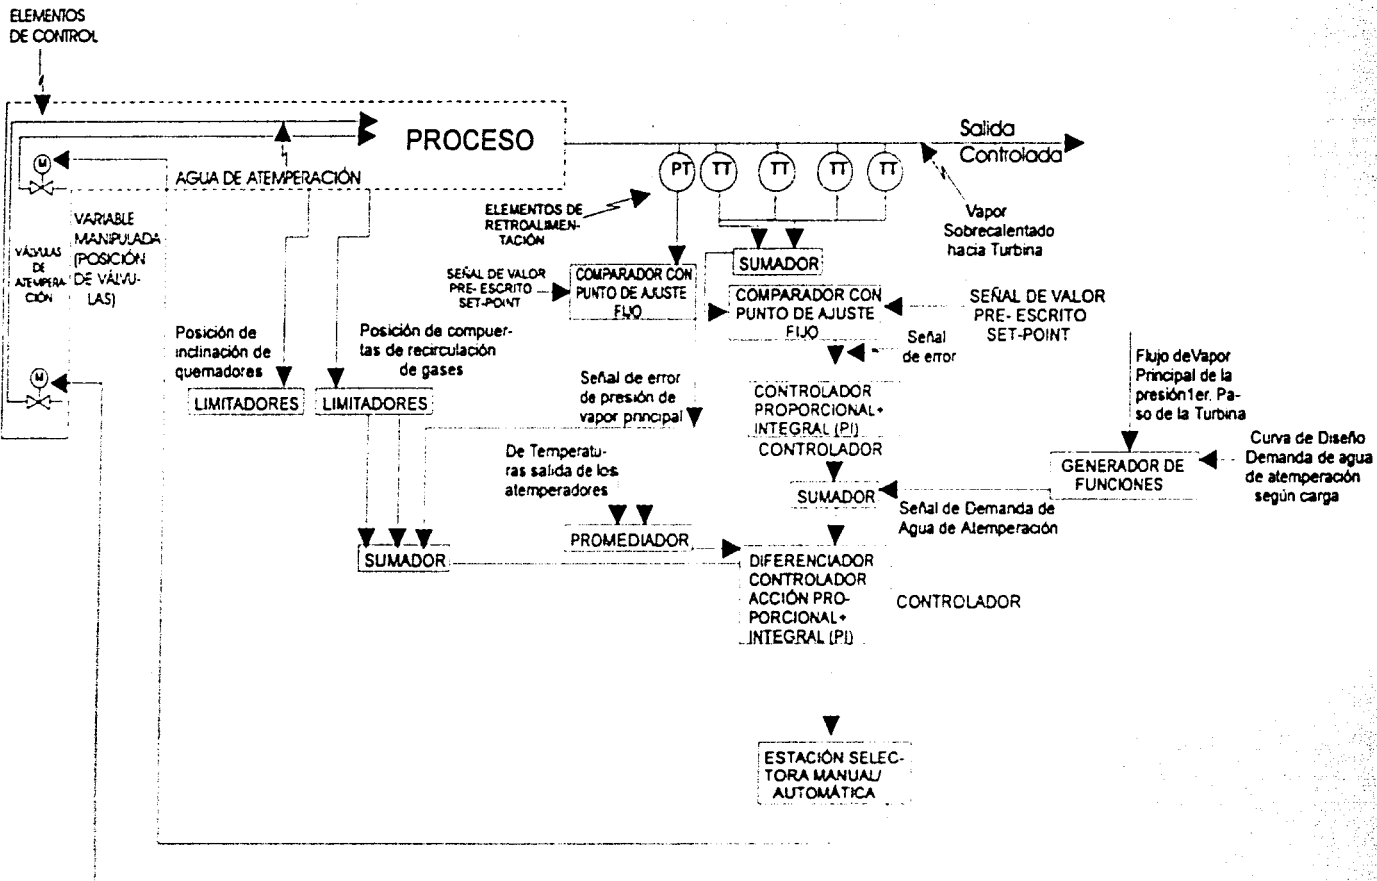 ELEMENTOS
DE CONTROL
PROCESO
AGUA DE ATEMPERACIÓN
M
Salida
Controlada
PT
TT
TT
TT
TT
ELEMENTOS DE
RETROALIMEN-
TACIÓN
Vapor
Sobrecalentado
hacia Turbina
VARIABLE
MANIPULADA
(POSICIÓN
DE VÁLVU-
LAS)
VÁLVULAS
DE
ATEMPERA-
CIÓN
M
SEÑAL DE VALOR
PRE- ESCRITO
SET-POINT
COMPARADOR CON
PUNTO DE AJUSTE
FIJO
SUMADOR
COMPARADOR CON
PUNTO DE AJUSTE
FIJO
SEÑAL DE VALOR
PRE- ESCRITO
SET-POINT
Señal
de error
Posición de
inclinación de
quemadores
Posición de compuer-
tas de recirculación
de gases
LIMITADORES
LIMITADORES
Señal de error
de presión de
vapor principal
CONTROLADOR
PROPORCIONAL+
INTEGRAL (PI)
CONTROLADOR
Flujo deVapor
Principal de la
presión1er. Pa-
so de la Turbina
Curva de Diseño
Demanda de agua
de atemperación
según carga
GENERADOR DE
FUNCIONES
De Temperatu-
ras salida de los
atemperadores
SUMADOR
Señal de Demanda de
Agua de Atemperación
PROMEDIADOR
SUMADOR
DIFERENCIADOR
CONTROLADOR
ACCIÓN PRO-
PORCIONAL+
INTEGRAL (PI)
CONTROLADOR
ESTACIÓN SELEC-
TORA MANUAL/
AUTOMÁTICA